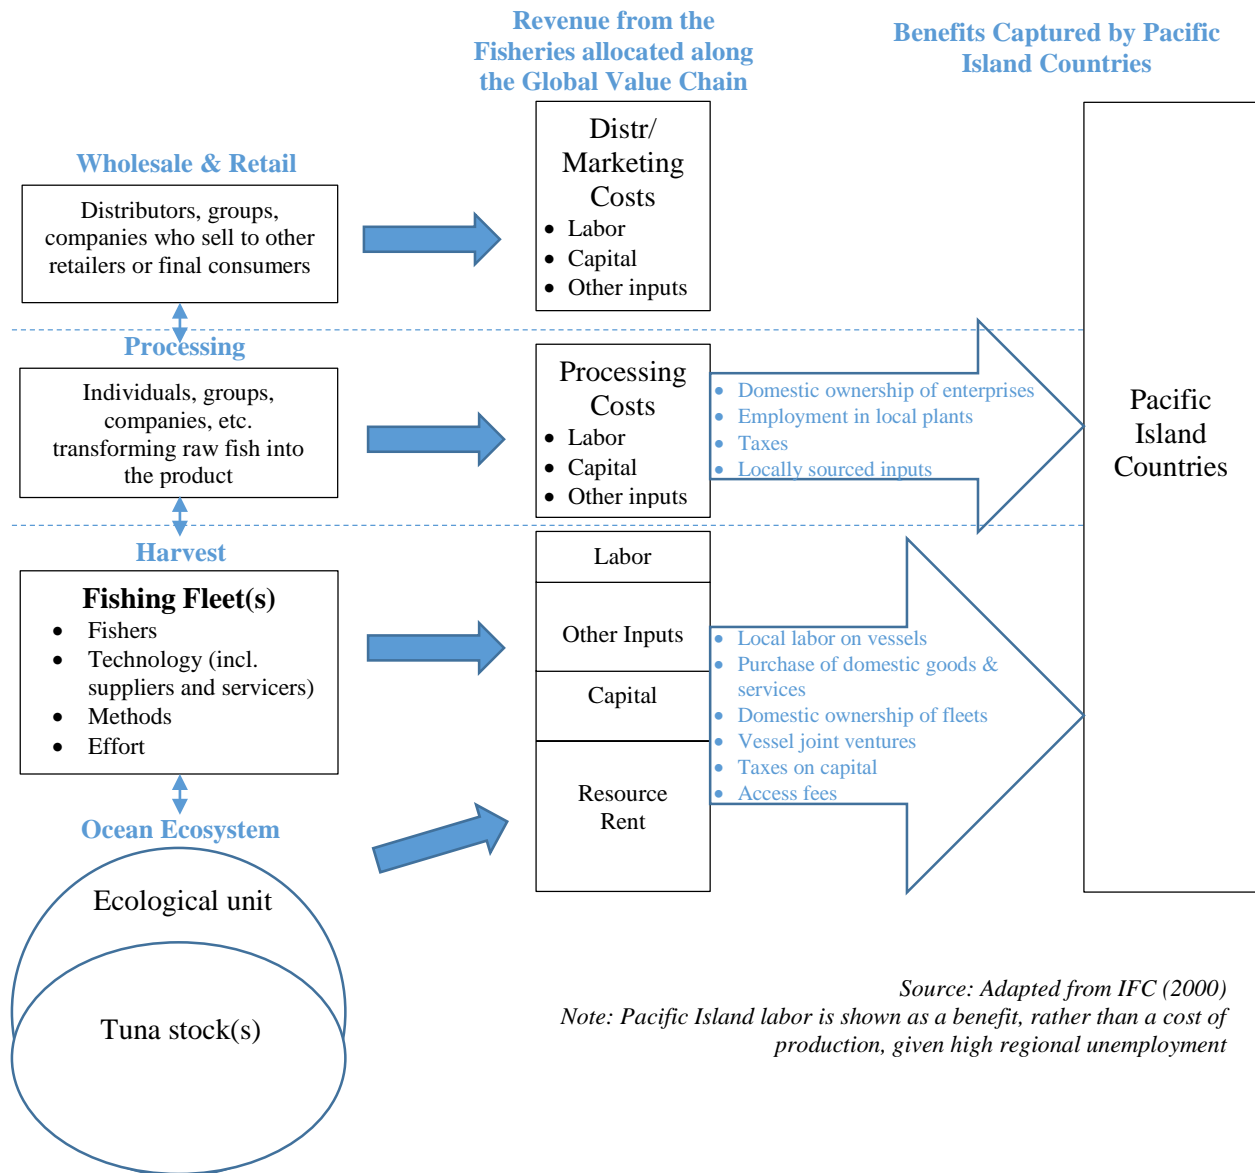 Revenue from the
Fisheries allocated along
the Global Value Chain
Benefits Captured by Pacific
Island Countries
Wholesale & Retail
Distributors, groups,
companies who sell to other
retailers or final consumers
Distr/
Marketing
Costs
• Labor
• Capital
• Other inputs
Processing
Individuals, groups,
companies, etc.
transforming raw fish into
the product
Processing
Costs
• Labor
• Capital
• Other inputs
• Domestic ownership of enterprises
• Employment in local plants
• Taxes
• Locally sourced inputs
Pacific
Island
Countries
Harvest
Fishing Fleet(s)
• Fishers
• Technology (incl.
suppliers and servicers)
• Methods
• Effort
Labor
Other Inputs
Capital
Resource
Rent
• Local labor on vessels
• Purchase of domestic goods &
services
• Domestic ownership of fleets
• Vessel joint ventures
• Taxes on capital
• Access fees
Ocean Ecosystem
Ecological unit
Tuna stock(s)
Source: Adapted from IFC (2000)
Note: Pacific Island labor is shown as a benefit, rather than a cost of
production, given high regional unemployment